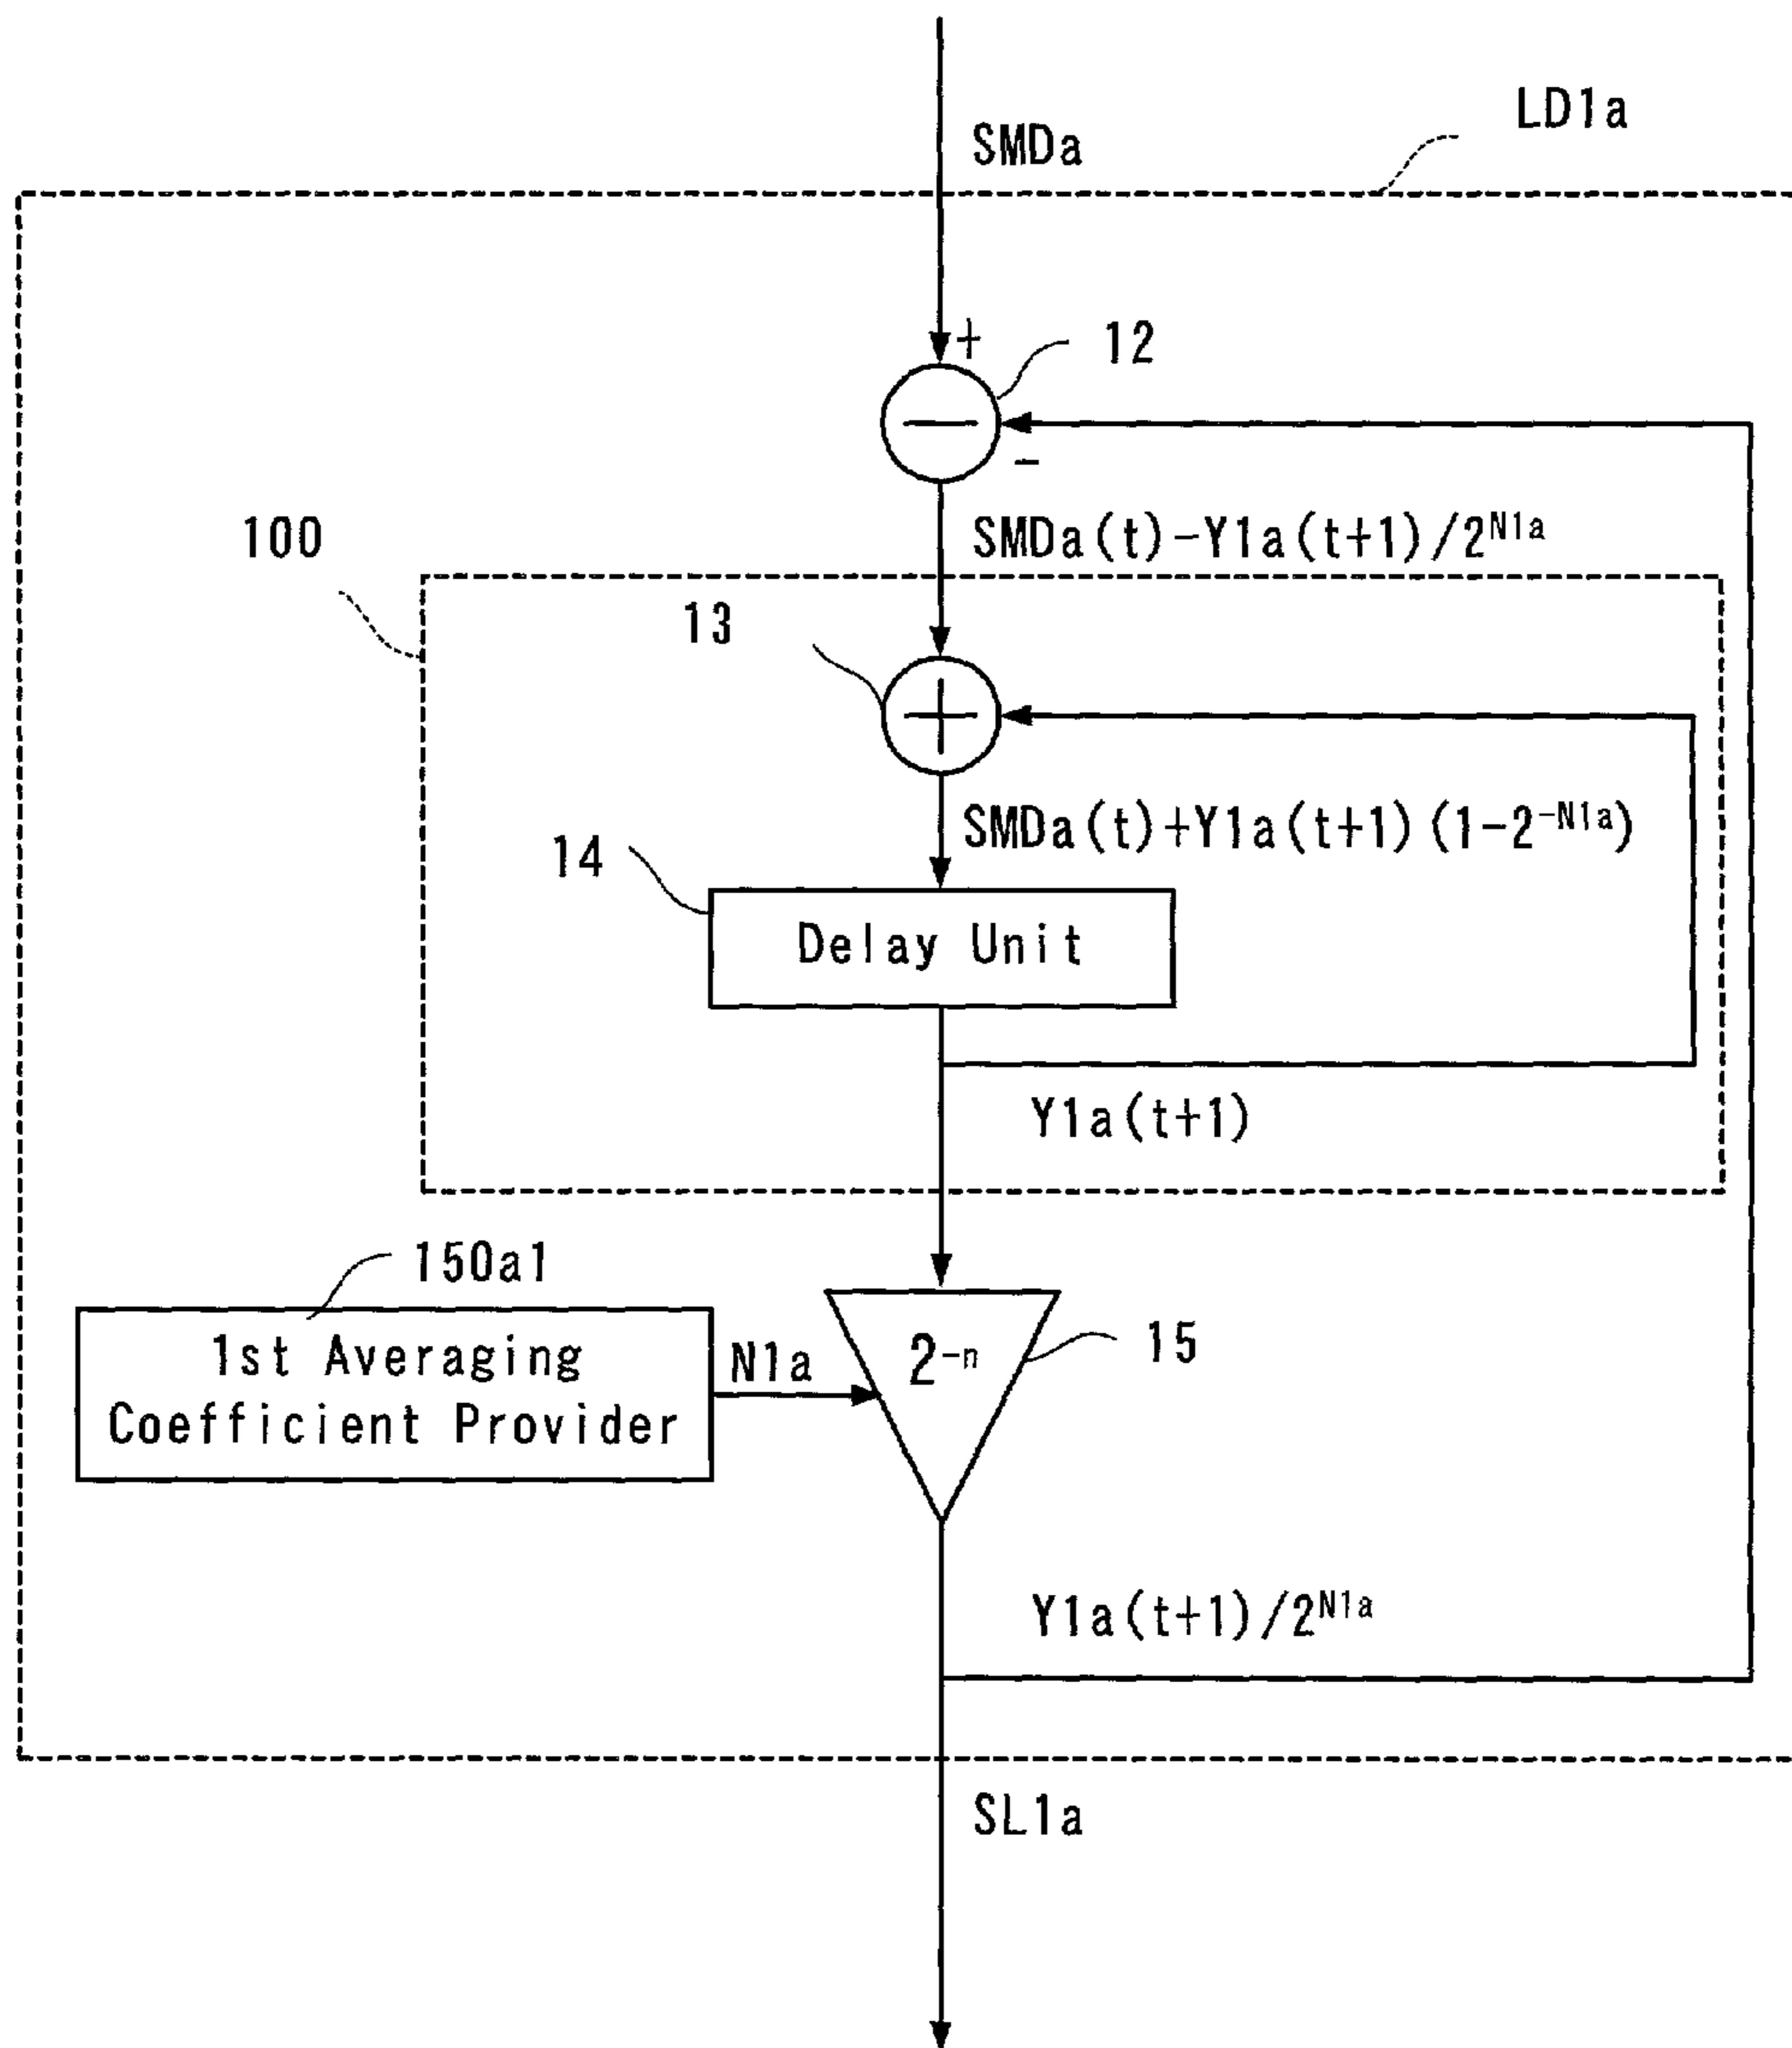 LD1a
SMDa
+
12
-
100
SMDa(t)-Y1a(t+1)/2^N1a
13
SMDa(t)+Y1a(t+1)(1-2^-N1a)
14
Delay Unit
Y1a(t+1)
150a1
1st Averaging
Coefficient Provider
N1a
2^-n
15
Y1a(t+1)/2^N1a
SL1a